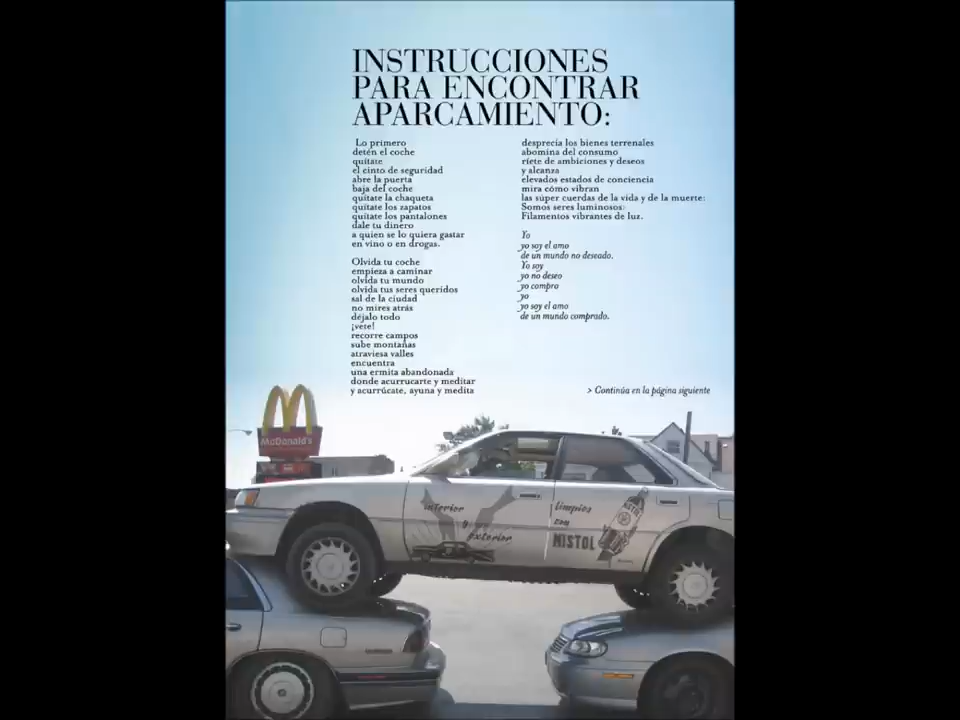 INSTRUCCIONES
PARA ENCONTRAR
APARCAMIENTO:
Lo primero
detén el coche
quítate
el cinto de seguridad
abre la puerta
baja del coche
quítate la chaqueta
quítate los zapatos
quítate los pantalones
dale tu dinero
a quien se lo quiera gastar
en vino o en drogas.
Olvida tu coche
empieza a caminar
olvida tu mundo
olvida tus seres queridos
sal de la ciudad
no mires atrás
déjalo todo
¡vete!
recorre campos
sube montañas
atraviesa valles
encuentra
una ermita abandonada
donde acurrucarte y meditar
y acurrúcate, ayuna y medita
desprecia los bienes terrenales
abomina del consumo
ríete de ambiciones y deseos
y alcanza
elevados estados de conciencia
mira cómo vibran
las súper cuerdas de la vida y de la muerte:
Somos seres luminosos:
Filamentos vibrantes de luz.
Yo
yo soy el amo
de un mundo no deseado.
Yo soy
yo no deseo
yo compro
yo
yo soy el amo
de un mundo comprado.
> Continúa en la página siguiente
McDonald's
interior
y
exterior
limpios
con
MISTOL